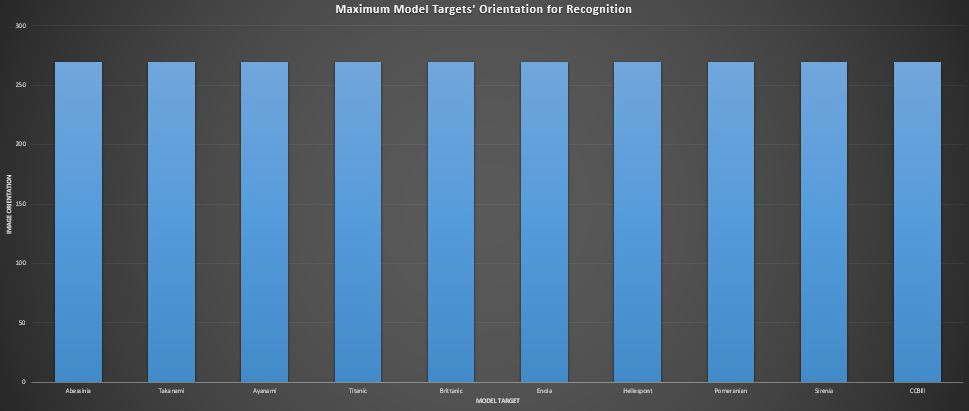 Maximum Model Targets' Orientation for Recognition
300
250
200
150
100
50
0
IMAGE ORIENTATION
Abessinia Takanami Ayanami Titanic Brittanic Enola Hellespont Pomeranian Sirenia CCBill
MODEL TARGET